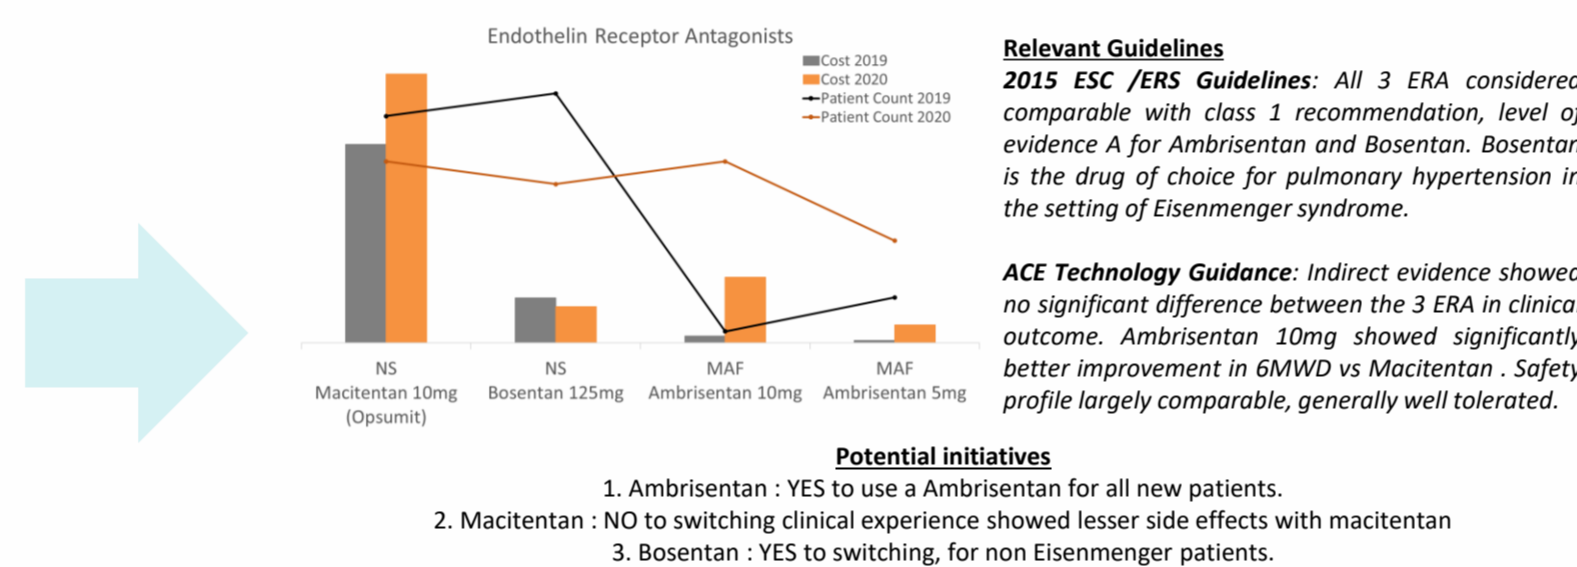 Endothelin Receptor Antagonists
Cost 2019
Cost 2020
Patient Count 2019
Patient Count 2020
NS
Macitentan 10mg
(Opsumit)
NS
Bosentan 125mg
MAF
Ambrisentan 10mg
MAF
Ambrisentan 5mg
Relevant Guidelines
2015 ESC /ERS Guidelines: All 3 ERA considered
comparable with class 1 recommendation, level of
evidence A for Ambrisentan and Bosentan. Bosentan
is the drug of choice for pulmonary hypertension in
the setting of Eisenmenger syndrome.
ACE Technology Guidance: Indirect evidence showed
no significant difference between the 3 ERA in clinical
outcome. Ambrisentan 10mg showed significantly
better improvement in 6MWD vs Macitentan . Safety
profile largely comparable, generally well tolerated.
Potential initiatives
1. Ambrisentan : YES to use a Ambrisentan for all new patients.
2. Macitentan : NO to switching clinical experience showed lesser side effects with macitentan
3. Bosentan : YES to switching, for non Eisenmenger patients.